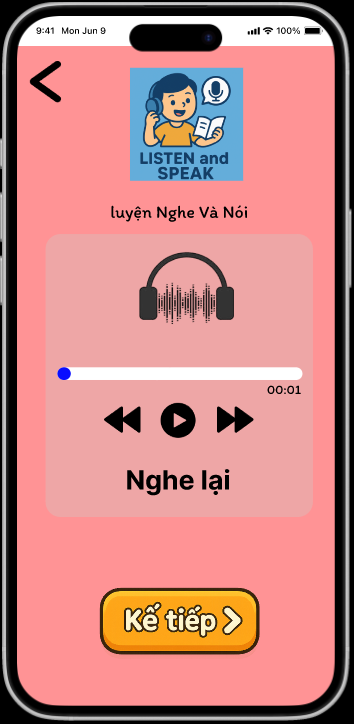 9:41 Mon Jun 9 100%
LISTEN and
SPEAK
luyện Nghe Và Nói
00:01
Nghe lại
Kế tiếp